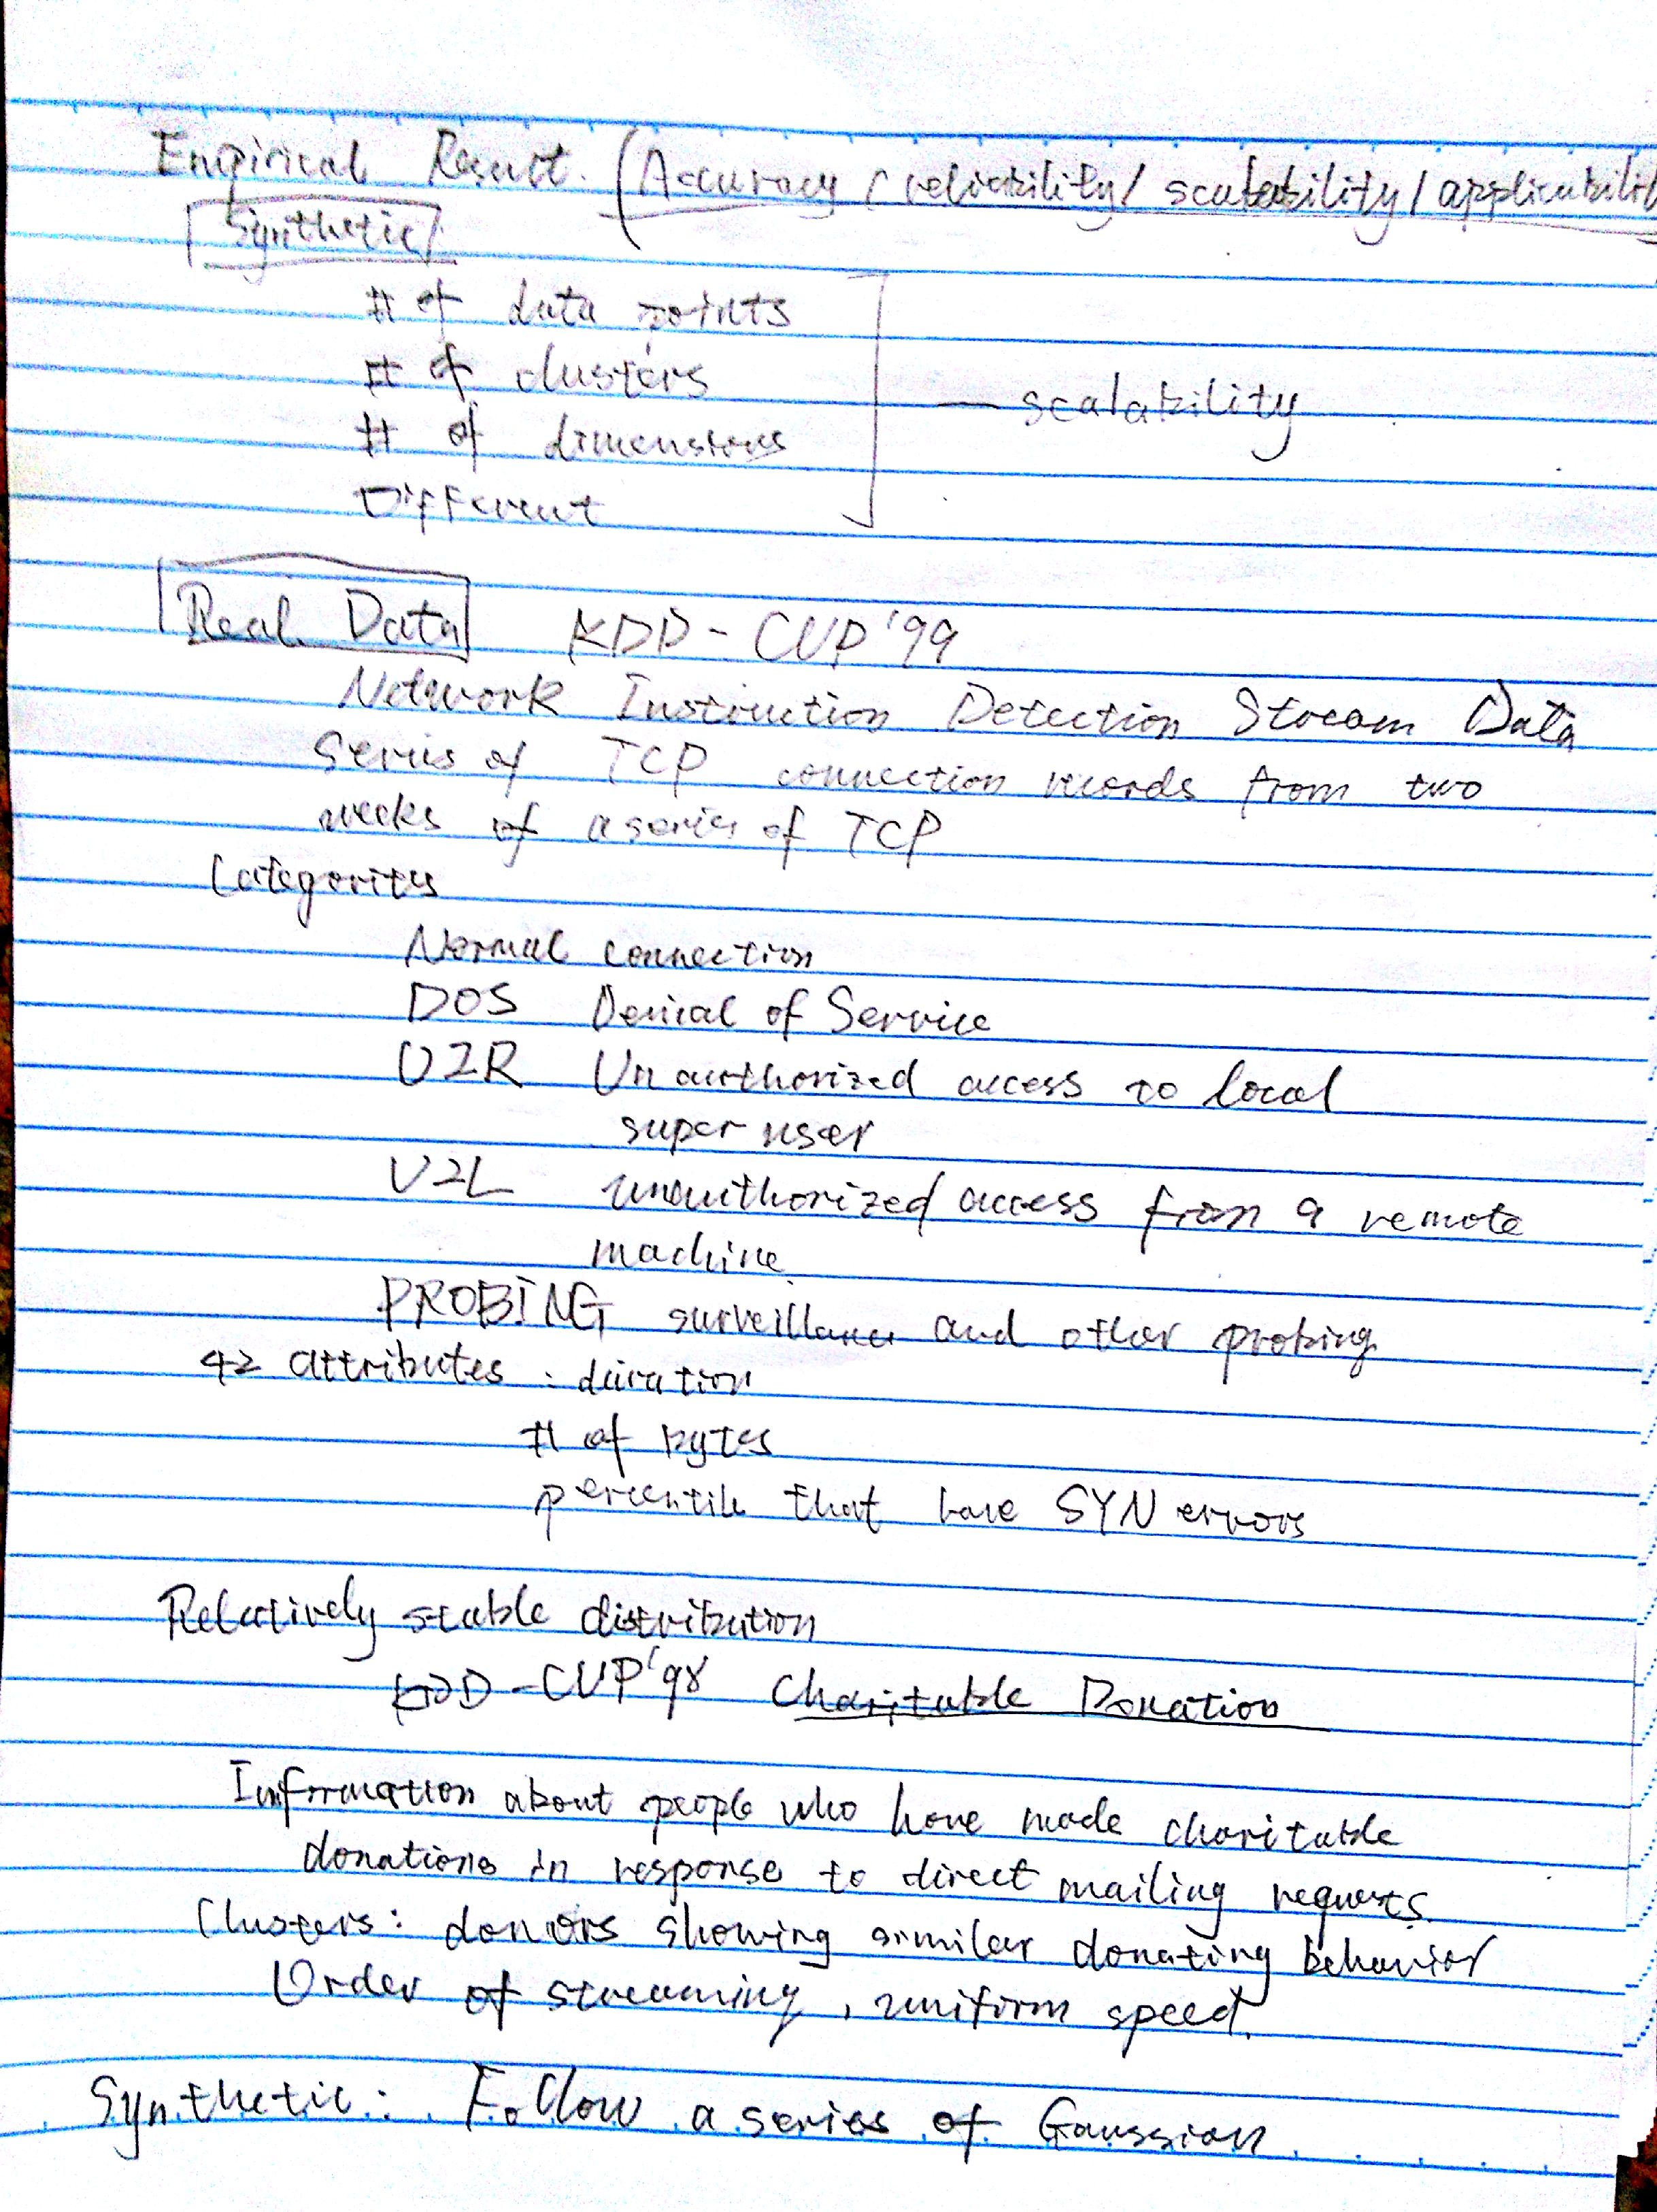 Empirical Result. (Accuracy / reliability / scalability / applicabilit
Synthetic
# of data points
# of clusters
# of dimensions
Different
— scalability
Real Data KDD - CUP '99
Network Instruction Detection Stream Data
Series of TCP connection records from two
weeks of a series of TCP
Categories
Normal connection
DOS Denial of Service
U2R Unauthorized access to local
super user
U2L unauthorized access from a remote
machine
PROBING surveillance and other probing
42 attributes : duration
# of bytes
percentile that have SYN errors
Relatively stable distribution
KDD - CUP '98 Charitable Donation
Information about people who have made charitable
donations in response to direct mailing requests.
Clusters: donors showing similar donating behavior
Order of streaming, uniform speed.
Synthetic: Follow a series of Gaussian